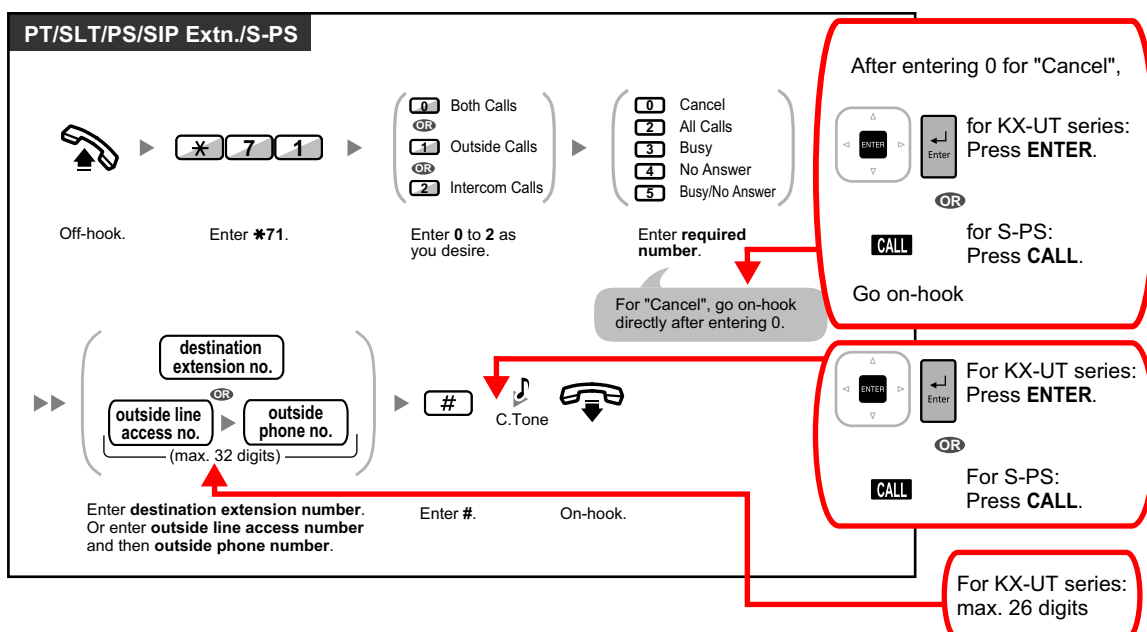 PT/SLT/PS/SIP Extn./S-PS
0 Both Calls
OR
1 Outside Calls
OR
2 Intercom Calls
0 Cancel
2 All Calls
3 Busy
4 No Answer
5 Busy/No Answer
* 7 1
Off-hook.
Enter *71.
Enter 0 to 2 as
you desire.
Enter required
number.
For "Cancel", go on-hook
directly after entering 0.
After entering 0 for "Cancel",
ENTER
Enter
for KX-UT series:
Press ENTER.
OR
CALL
for S-PS:
Press CALL.
Go on-hook
destination
extension no.
OR
outside line
access no.
outside
phone no.
(max. 32 digits)
#
C.Tone
Enter destination extension number.
Or enter outside line access number
and then outside phone number.
Enter #.
On-hook.
ENTER
Enter
For KX-UT series:
Press ENTER.
OR
CALL
For S-PS:
Press CALL.
For KX-UT series:
max. 26 digits